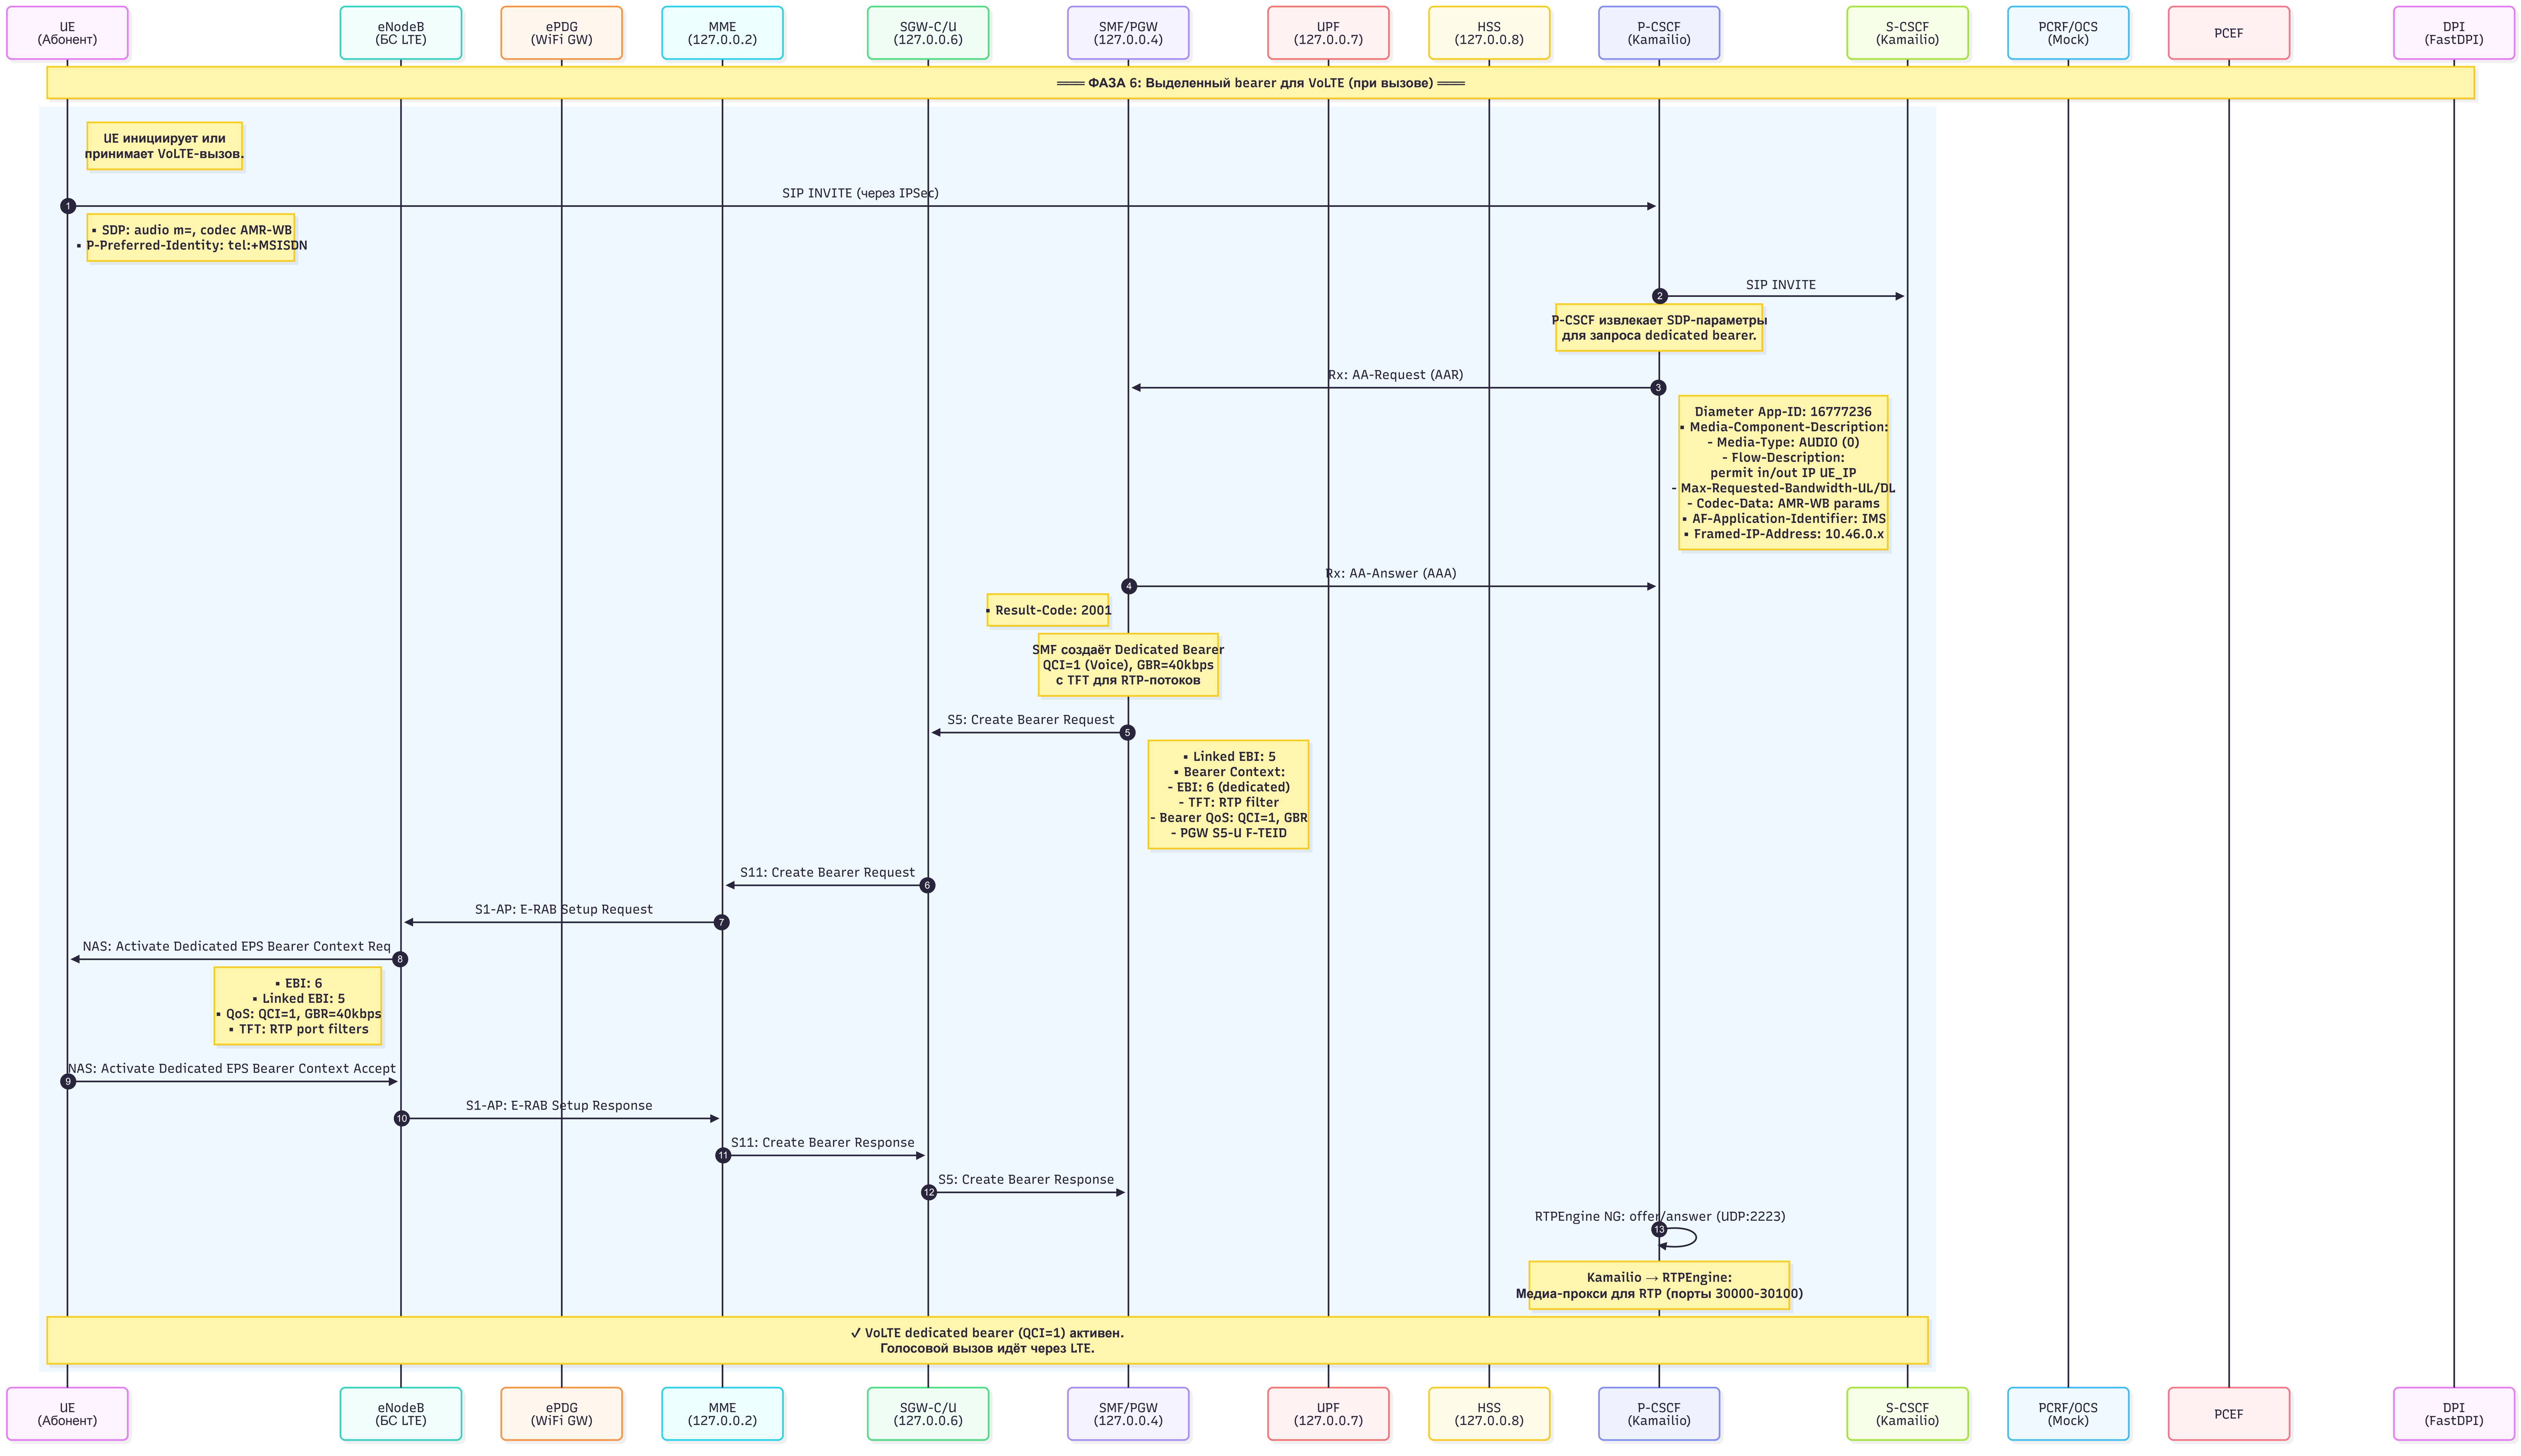 UE
(Абонент)
eNodeB
(БС LTE)
ePDG
(WiFi GW)
MME
(127.0.0.2)
SGW-C/U
(127.0.0.6)
SMF/PGW
(127.0.0.4)
UPF
(127.0.0.7)
HSS
(127.0.0.8)
P-CSCF
(Kamailio)
S-CSCF
(Kamailio)
PCRF/OCS
(Mock)
PCEF
DPI
(FastDPI)
═══ ФАЗА 6: Выделенный bearer для VoLTE (при вызове) ═══
UE инициирует или
принимает VoLTE-вызов.
SIP INVITE (через IPSec)
1
▪ SDP: audio m=, codec AMR-WB
▪ P-Preferred-Identity: tel:+MSISDN
SIP INVITE
2
P-CSCF извлекает SDP-параметры
для запроса dedicated bearer.
Rx: AA-Request (AAR)
3
Diameter App-ID: 16777236
▪ Media-Component-Description:
- Media-Type: AUDIO (0)
- Flow-Description:
permit in/out IP UE_IP
- Max-Requested-Bandwidth-UL/DL
- Codec-Data: AMR-WB params
▪ AF-Application-Identifier: IMS
▪ Framed-IP-Address: 10.46.0.x
Rx: AA-Answer (AAA)
4
▪ Result-Code: 2001
SMF создаёт Dedicated Bearer
QCI=1 (Voice), GBR=40kbps
с TFT для RTP-потоков
S5: Create Bearer Request
5
▪ Linked EBI: 5
▪ Bearer Context:
- EBI: 6 (dedicated)
- TFT: RTP filter
- Bearer QoS: QCI=1, GBR
- PGW S5-U F-TEID
S11: Create Bearer Request
6
S1-AP: E-RAB Setup Request
7
NAS: Activate Dedicated EPS Bearer Context Req
8
▪ EBI: 6
▪ Linked EBI: 5
▪ QoS: QCI=1, GBR=40kbps
▪ TFT: RTP port filters
NAS: Activate Dedicated EPS Bearer Context Accept
9
S1-AP: E-RAB Setup Response
10
S11: Create Bearer Response
11
S5: Create Bearer Response
12
RTPEngine NG: offer/answer (UDP:2223)
13
Kamailio → RTPEngine:
Медиа-прокси для RTP (порты 30000-30100)
✓ VoLTE dedicated bearer (QCI=1) активен.
Голосовой вызов идёт через LTE.
UE
(Абонент)
eNodeB
(БС LTE)
ePDG
(WiFi GW)
MME
(127.0.0.2)
SGW-C/U
(127.0.0.6)
SMF/PGW
(127.0.0.4)
UPF
(127.0.0.7)
HSS
(127.0.0.8)
P-CSCF
(Kamailio)
S-CSCF
(Kamailio)
PCRF/OCS
(Mock)
PCEF
DPI
(FastDPI)